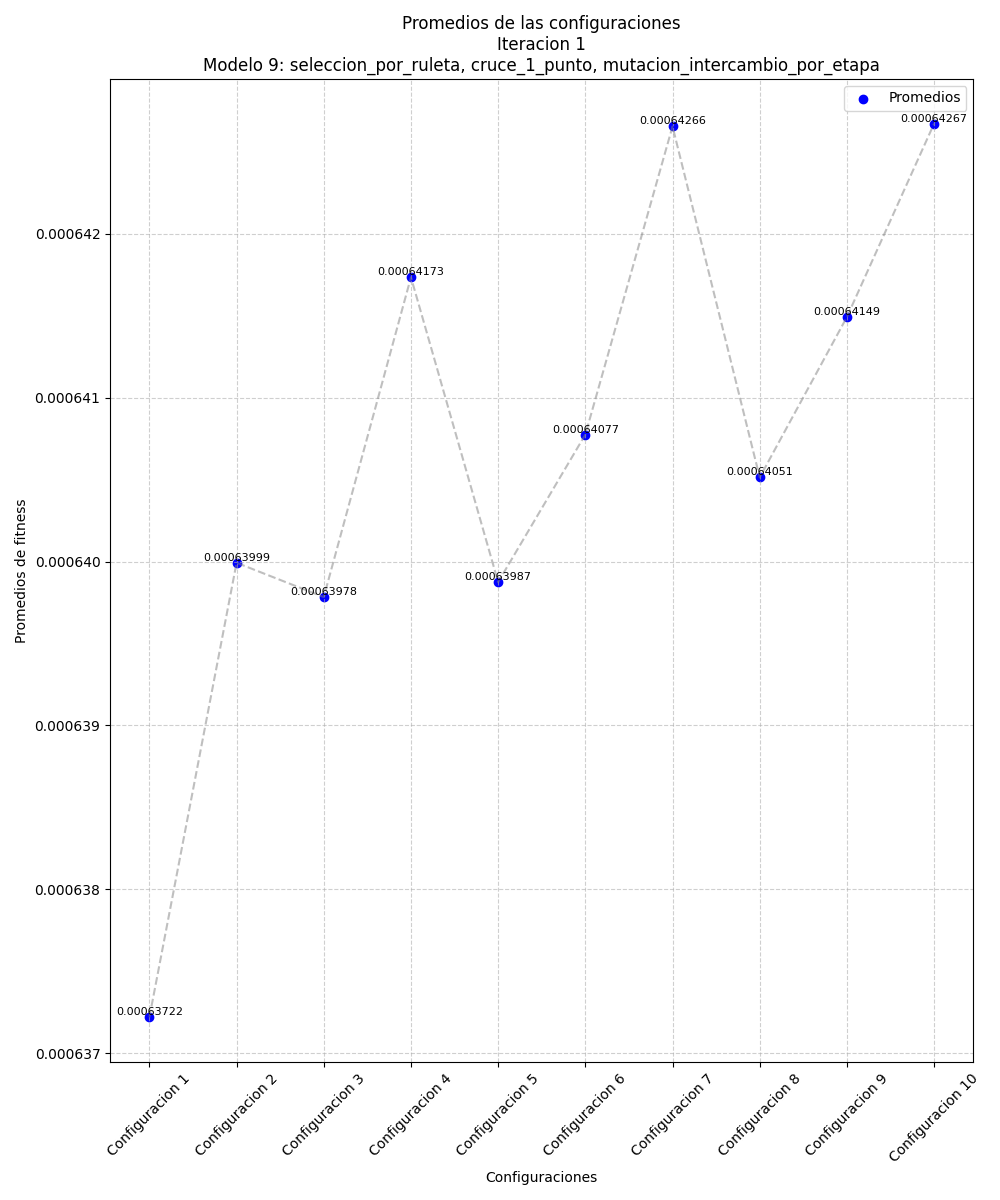 Promedios de las configuraciones
Iteracion 1
Modelo 9: seleccion_por_ruleta, cruce_1_punto, mutacion_intercambio_por_etapa
Promedios
0.00064267
0.00064266
0.000642
0.00064173
0.00064149
0.000641
0.00064077
0.00064051
0.000640
0.00063999
0.00063987
0.00063978
Promedios de fitness
0.000639
0.000638
0.00063722
0.000637
Configuracion 1
Configuracion 2
Configuracion 3
Configuracion 4
Configuracion 5
Configuracion 6
Configuracion 7
Configuracion 8
Configuracion 9
Configuracion 10
Configuraciones